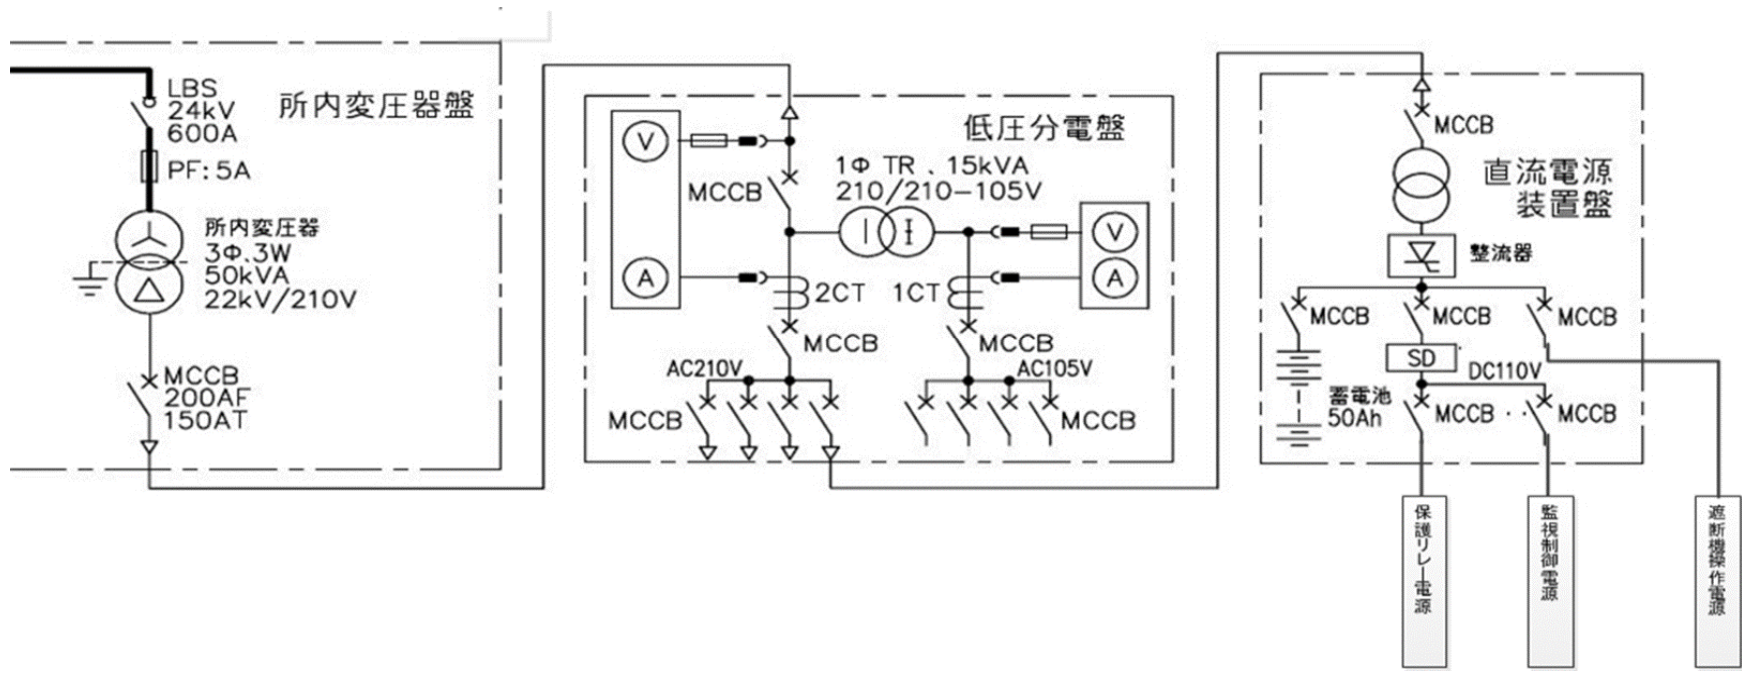 LBS
24kV
600A
PF:5A
所内変圧器盤
所内変圧器
3Φ.3W
50kVA
22kV/210V
MCCB
200AF
150AT
低圧分電盤
V
A
MCCB
1Φ TR . 15kVA
210/210-105V
V
A
2CT
1CT
MCCB
MCCB
AC210V
AC105V
MCCB
MCCB
MCCB
直流電源
装置盤
整流器
MCCB
MCCB
MCCB
SD
DC110V
蓄電池
50Ah
MCCB
MCCB
保護リレー電源
監視制御電源
遮断機操作電源